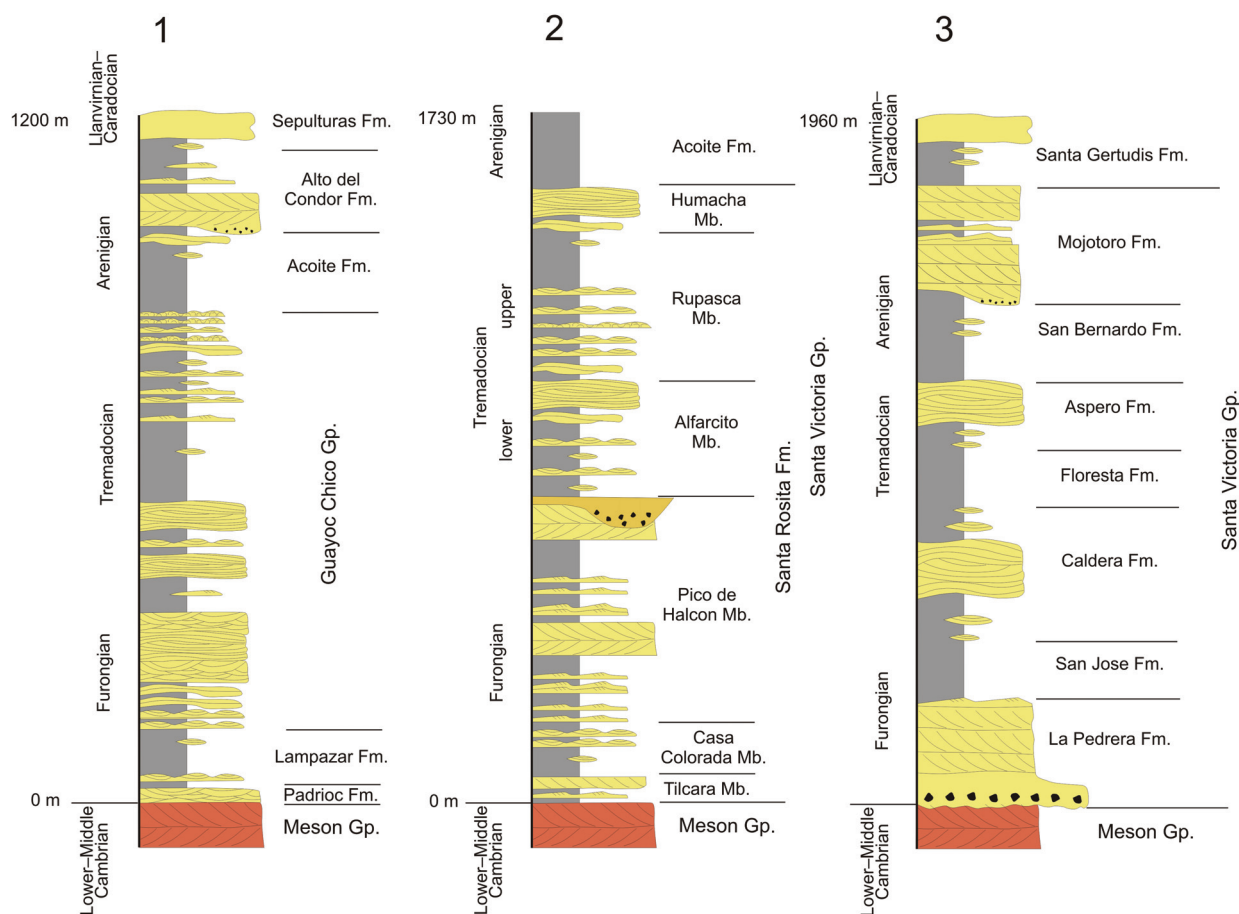 1
1200 m
Llanvirnian–
Caradocian
Arenigian
Tremadocian
Furongian
0 m
Lower–Middle
Cambrian
Sepulturas Fm.
Alto del
Condor Fm.
Acoite Fm.
Guayoc Chico Gp.
Lampazar Fm.
Padrioc Fm.
Meson Gp.
2
1730 m
Arenigian
Tremadocian
upper
lower
Furongian
0 m
Lower–Middle
Cambrian
Acoite Fm.
Humacha
Mb.
Rupasca
Mb.
Alfarcito
Mb.
Pico de
Halcon Mb.
Casa
Colorada Mb.
Tilcara Mb.
Meson Gp.
Santa Rosita Fm.
Santa Victoria Gp.
3
1960 m
Llanvirnian–
Caradocian
Arenigian
Tremadocian
Furongian
0 m
Lower–Middle
Cambrian
Santa Gertudis Fm.
Mojotoro Fm.
San Bernardo Fm.
Aspero Fm.
Floresta Fm.
Caldera Fm.
San Jose Fm.
La Pedrera Fm.
Meson Gp.
Santa Victoria Gp.